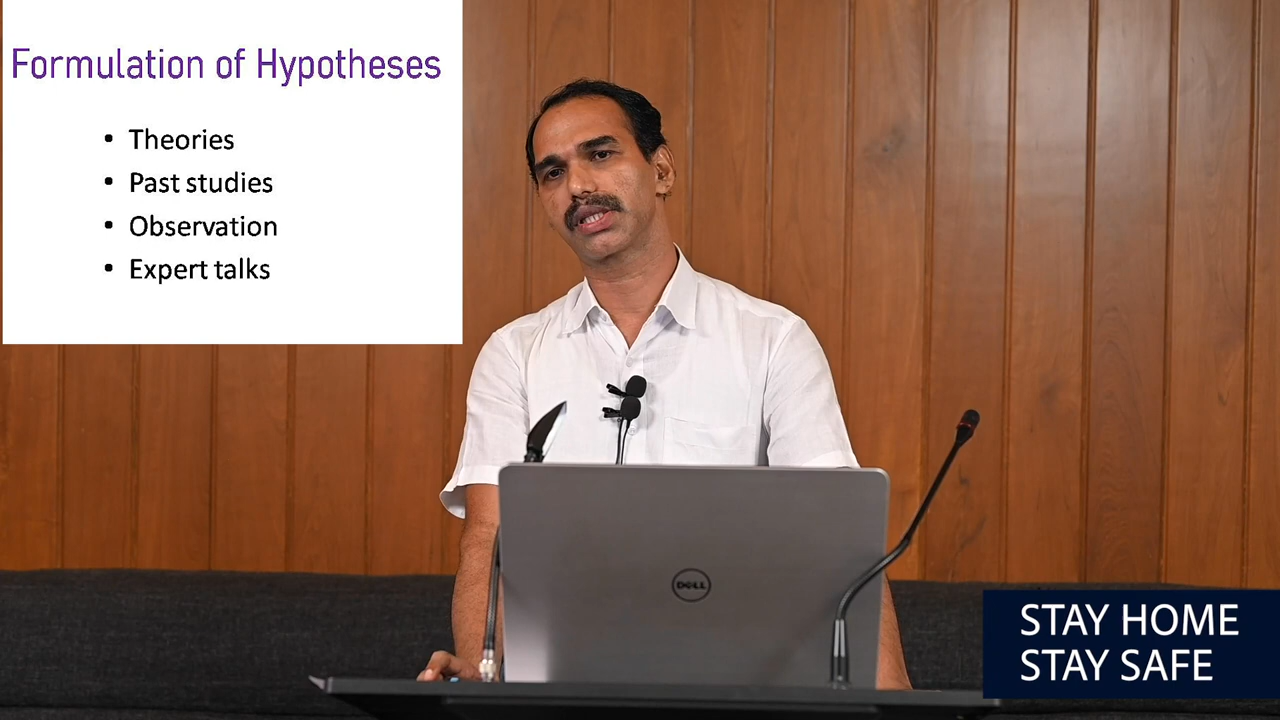 Formulation of Hypotheses
• Theories
• Past studies
• Observation
• Expert talks
DELL
STAY HOME
STAY SAFE